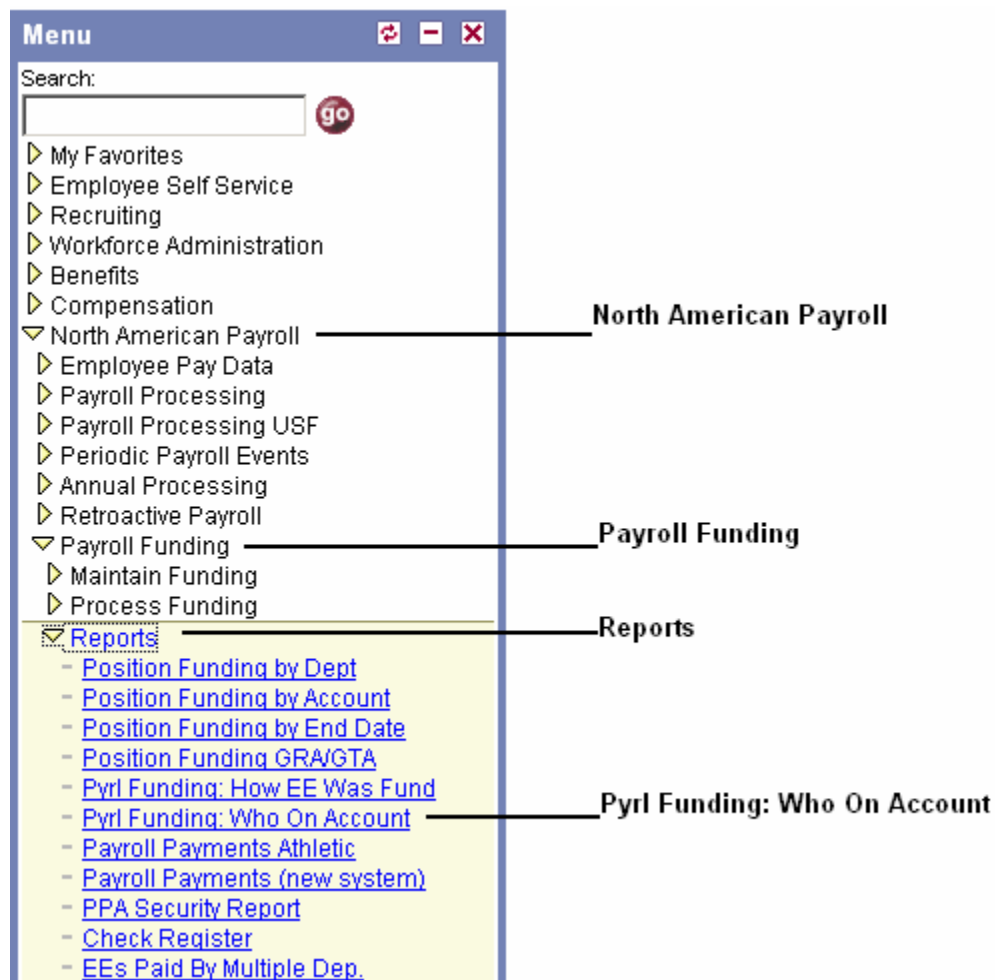 Menu
Search:
go
My Favorites
Employee Self Service
Recruiting
Workforce Administration
Benefits
Compensation
North American Payroll
North American Payroll
Employee Pay Data
Payroll Processing
Payroll Processing USF
Periodic Payroll Events
Annual Processing
Retroactive Payroll
Payroll Funding
Payroll Funding
Maintain Funding
Process Funding
Reports
Reports
Position Funding by Dept
Position Funding by Account
Position Funding by End Date
Position Funding GRA/GTA
Pyrl Funding: How EE Was Fund
Pyrl Funding: Who On Account
Pyrl Funding: Who On Account
Payroll Payments Athletic
Payroll Payments (new system)
PPA Security Report
Check Register
EEs Paid By Multiple Dep.